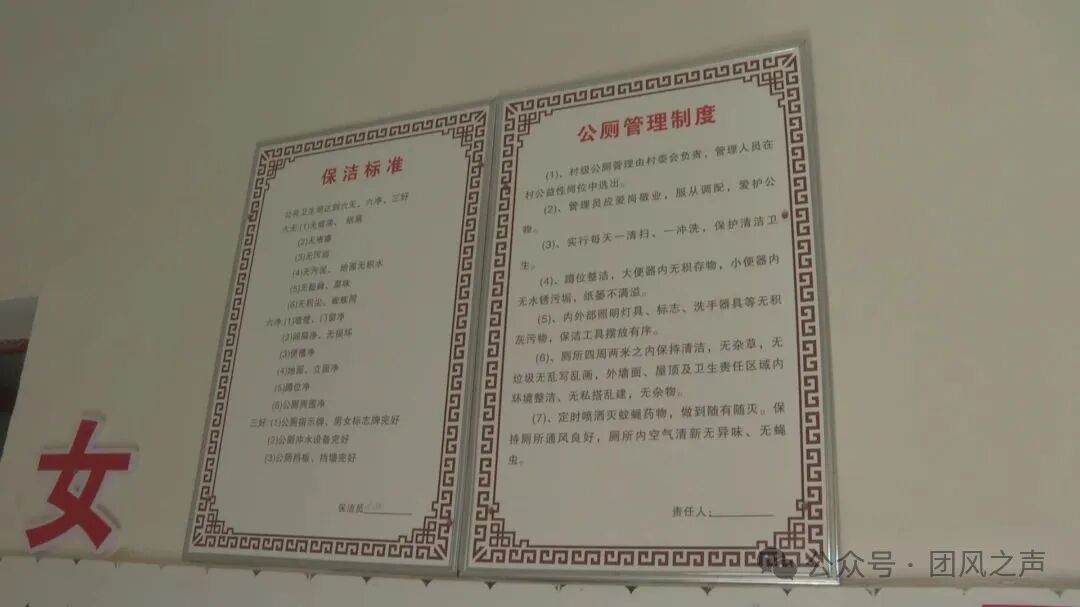 保洁标准
公共卫生间达到六无、六净、三好
六无:(1)无痰渍、烟蒂
(2)无堵塞
(3)无污垢
(4)无污泥、地面无积水
(5)无尿碱、尿味
(6)无积尘、蜘蛛网
六净:(1)墙壁、门窗净
(2)间隔净、无损坏
(3)便槽净
(4)地面、立面净
(5)蹲位净
(6)公厕周围净
三好:(1)公厕指示牌、男女标志牌完好
(2)公厕冲水设备完好
(3)公厕挡板、挡墙完好
保洁员
公厕管理制度
(1)、村级公厕管理由村委会负责，管理人员在
村公益性岗位中选出。
(2)、管理员应爱岗敬业，服从调配，爱护公
物。
(3)、实行每天一清扫、一冲洗，保护清洁卫
生。
(4)、蹲位整洁，大便器内无积存物，小便器内
无水锈污垢，纸篓不满溢。
(5)、内外部照明灯具、标志、洗手器具等无积
灰污物，保洁工具摆放有序。
(6)、厕所四周两米之内保持清洁，无杂草，无
垃圾无乱写乱画，外墙面、屋顶及卫生责任区域内
环境整洁、无私搭乱建，无杂物。
(7)、定时喷洒灭蚊蝇药物，做到随有随灭。保
持厕所通风良好，厕所内空气清新无异味、无蝇
虫。
责任人:
女
公众号·团风之声